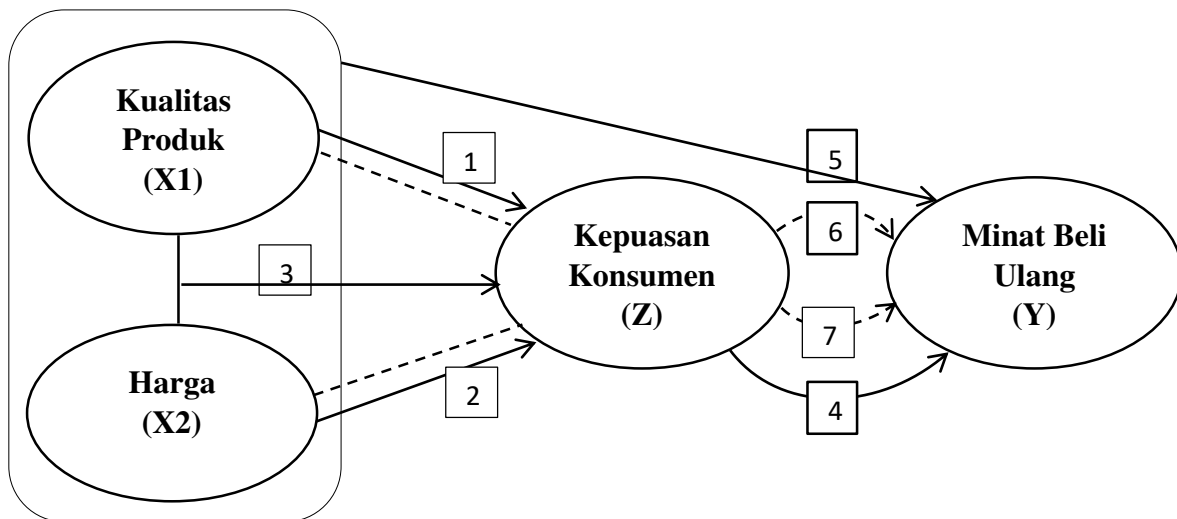 Kualitas
Produk
(X1)
1
5
6
3
Kepuasan
Konsumen
(Z)
Minat Beli
Ulang
(Y)
7
Harga
(X2)
2
4